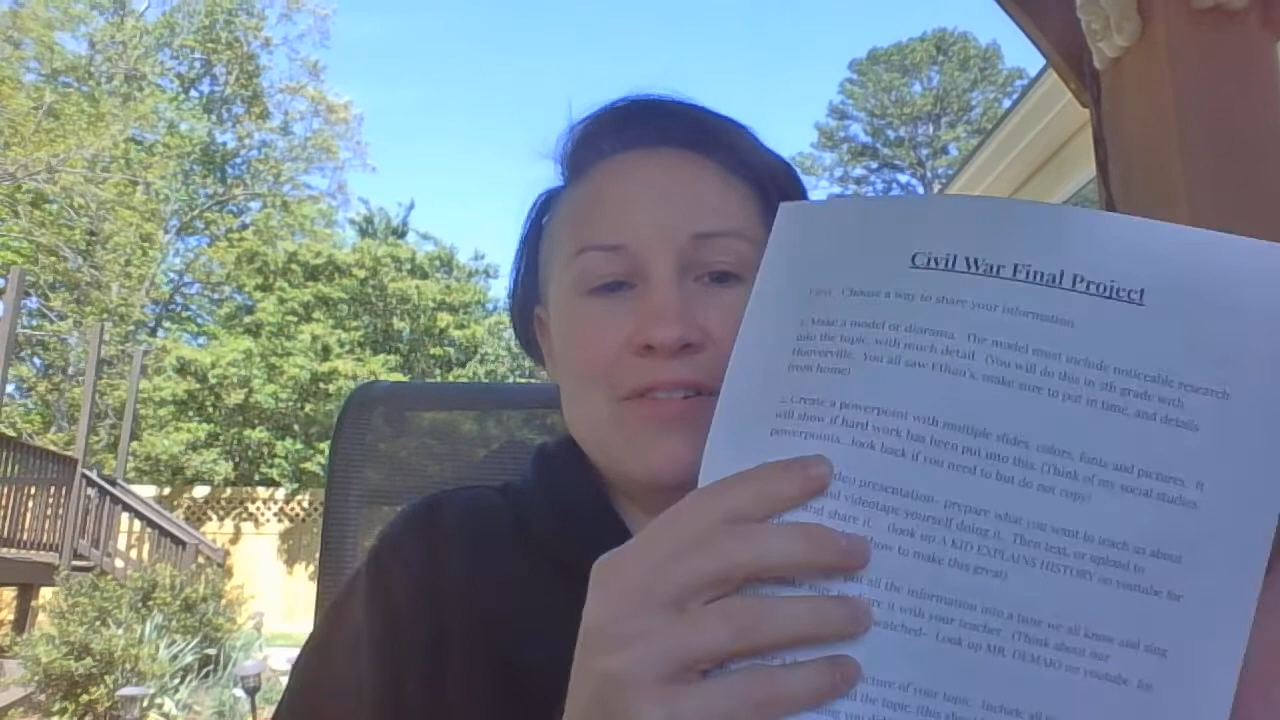 Civil War Final Project
First Choose a way to share your information
1. Make a model or diarama. The model must include noticeable research
into the topic, with much detail. (You will do this in 5th grade with
Hooverville. You all saw Ethan's, make sure to put in time, and details
from home)
2. Create a powerpoint with multiple slides, colors, fonts and pictures. It
will show if hard work has been put into this. (Think of my social studies
powerpoints...look back if you need to but do not copy)
deo presentation- prepare what you want to teach us about
and videotape yourself doing it. Then text, or upload to
and share it. (look up A KID EXPLAINS HISTORY on youtube for
how to make this great)
put all the information into a tune we all know and sing
make sure to share it with your teacher. (Think about our
watched- Look up MR. DEMAIO on youtube for
cture of your topic. Include all
d the topic. (this